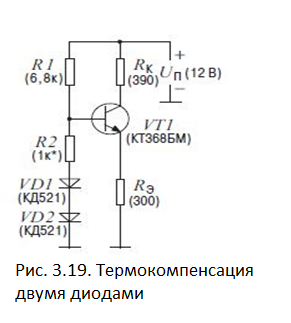 R1
(6,8к)
Rк
(390)
Uп (12 В)
+
−
VT1
(КТ368БМ)
R2
(1к*)
VD1
(КД521)
VD2
(КД521)
Rэ
(300)
Рис. 3.19. Термокомпенсация
двумя диодами